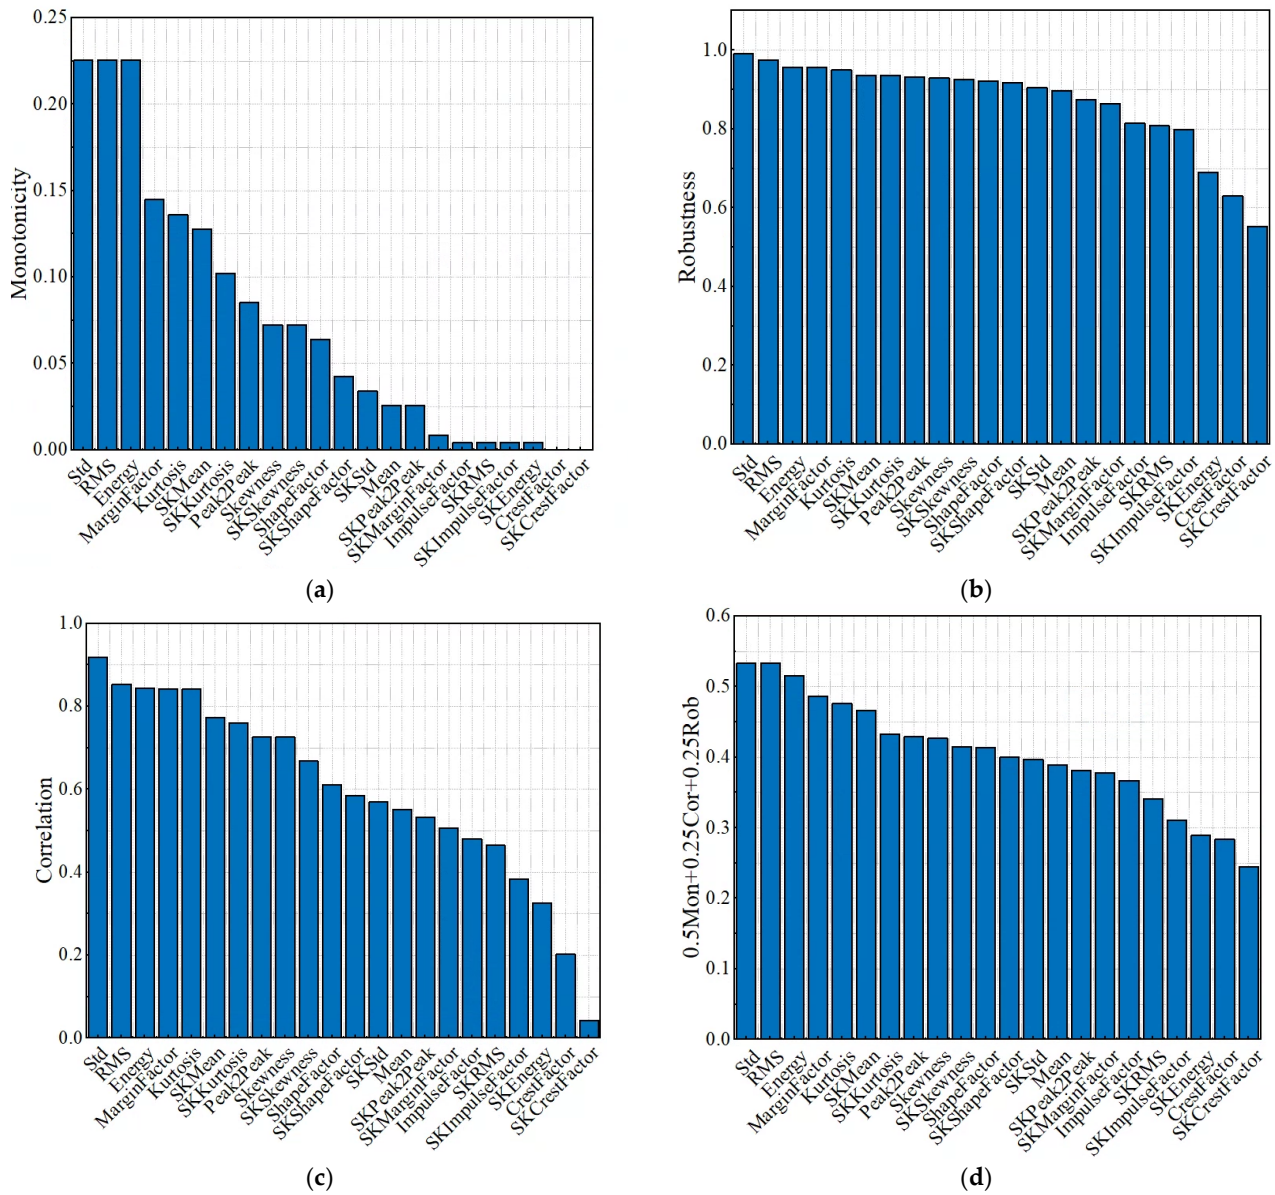 0.25
0.20
0.15
0.10
0.05
0.00
Monotonicity
Std
RMS
Energy
MarginFactor
Kurtosis
SKMean
SKKurtosis
Peak2Peak
Skewness
SKSkewness
ShapeFactor
SKShapeFactor
SKStd
Mean
SKPeak2Peak
SKMarginFactor
ImpulseFactor
SKRMS
SKImpulseFactor
SKEnergy
CrestFactor
SKCrestFactor
(a)
1.0
0.8
0.6
0.4
0.2
0.0
Robustness
Std
RMS
Energy
MarginFactor
Kurtosis
SKMean
SKKurtosis
Peak2Peak
Skewness
SKSkewness
ShapeFactor
SKShapeFactor
SKStd
Mean
SKPeak2Peak
SKMarginFactor
ImpulseFactor
SKRMS
SKImpulseFactor
SKEnergy
CrestFactor
SKCrestFactor
(b)
1.0
0.8
0.6
0.4
0.2
0.0
Correlation
Std
RMS
Energy
MarginFactor
Kurtosis
SKMean
SKKurtosis
Peak2Peak
Skewness
SKSkewness
ShapeFactor
SKShapeFactor
SKStd
Mean
SKPeak2Peak
SKMarginFactor
ImpulseFactor
SKRMS
SKImpulseFactor
SKEnergy
CrestFactor
SKCrestFactor
(c)
0.6
0.5
0.4
0.3
0.2
0.1
0.0
0.5Mon+0.25Cor+0.25Rob
Std
RMS
Energy
MarginFactor
Kurtosis
SKMean
SKKurtosis
Peak2Peak
Skewness
SKSkewness
ShapeFactor
SKShapeFactor
SKStd
Mean
SKPeak2Peak
SKMarginFactor
ImpulseFactor
SKRMS
SKImpulseFactor
SKEnergy
CrestFactor
SKCrestFactor
(d)